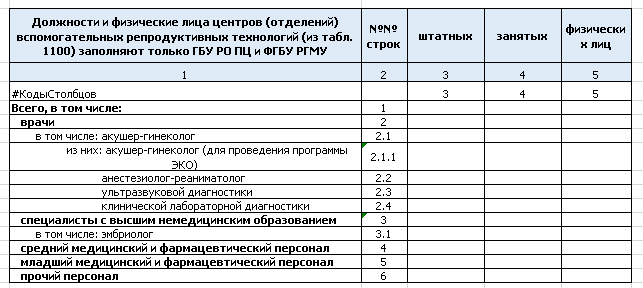 Должности и физические лица центров (отделений) вспомогательных репродуктивных технологий (из табл. 1100) заполняют только ГБУ РО ПЦ и ФГБУ РГМУ №№ строк штатных занятых физических лиц
1 2 3 4 5
#КодыСтолбцов 3 4 5
Всего, в том числе: 1
врачи 2
в том числе: акушер-гинеколог 2.1
из них: акушер-гинеколог (для проведения программы ЭКО) 2.1.1
анестезиолог-реаниматолог 2.2
ультразвуковой диагностики 2.3
клинической лабораторной диагностики 2.4
специалисты с высшим немедицинским образованием 3
в том числе: эмбриолог 3.1
средний медицинский и фармацевтический персонал 4
младший медицинский и фармацевтический персонал 5
прочий персонал 6